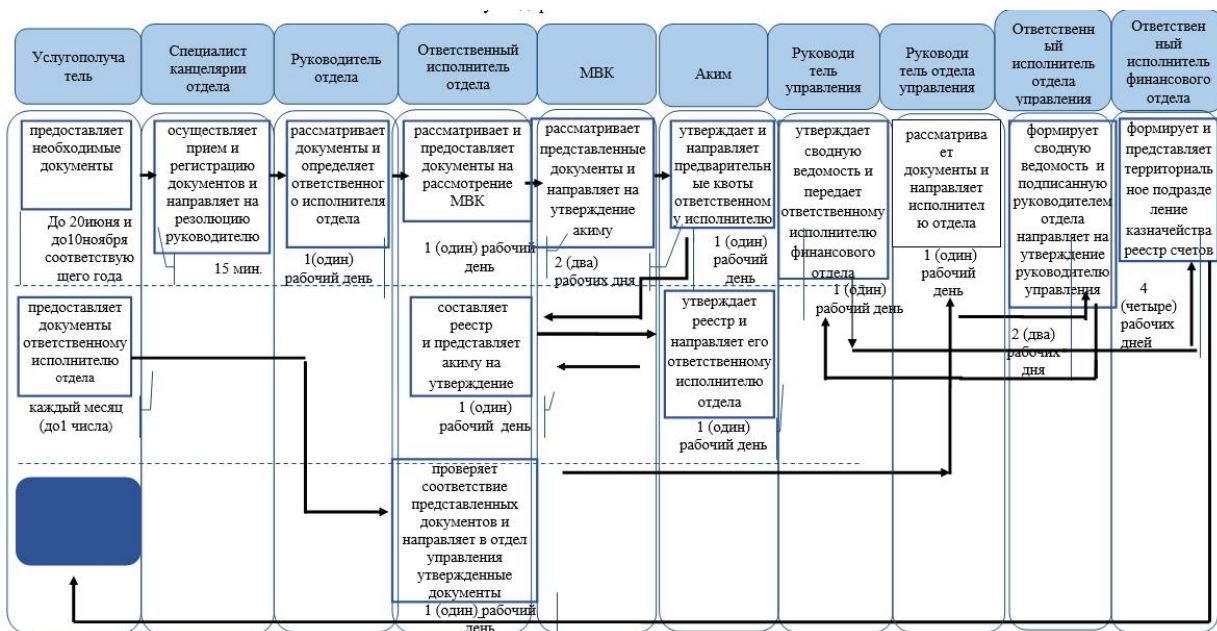 Услугополуча
тель
Специалист
канцелярии
отдела
Руководитель
отдела
Ответственный
исполнитель
отдела
МВК
Аким
Руководи
тель
управления
Руководи
тель отдела
управления
Ответственн
ый
исполнитель
отдела
управления
Ответствен
ный
исполнитель
финансового
отдела
предоставляет
необходимые
документы
До 20июня и
до10ноября
соответствую
щего года
осуществляет
прием и
регистрацию
документов и
направляет на
резолюцию
руководителю
15 мин.
рассматривает
документы и
определяет
ответственног
о исполнителя
отдела
1(один)
рабочий день
рассматривает и
предоставляет
документы на
рассмотрение
МВК
1 (один) рабочий
день
рассматривает
представленные
документы и
направляет на
утверждение
акиму
2 (два)
рабочих дня
утверждает и
направляет
предварительн
ые квоты
ответственном
у исполнителю
1 (один)
рабочий
день
утверждает
сводную
ведомость и
передает
ответственному
исполнителю
финансового
отдела
1 (один)
рабочий день
рассматрива
ет
документы и
направляет
исполнител
ю отдела
1 (один)
рабочий
день
формирует
сводную
ведомость и
подписанную
руководителем
отдела
направляет на
утверждение
руководителю
управления
2 (два)
рабочих
дня
формирует и
представляет
территориаль
ное подразде
ление
казначейства
реестр счетов
4
(четыре)
рабочих
дней
предоставляет
документы
ответственному
исполнителю
отдела
каждый месяц
(до1 числа)
составляет
реестр
и представляет
акиму на
утверждение
1 (один)
рабочий день
утверждает
реестр и
направляет его
ответственному
исполнителю
отдела
1 (один)
рабочий день
проверяет
соответствие
представленных
документов и
направляет в отдел
управления
утвержденные
документы
1 (один) рабочий
день